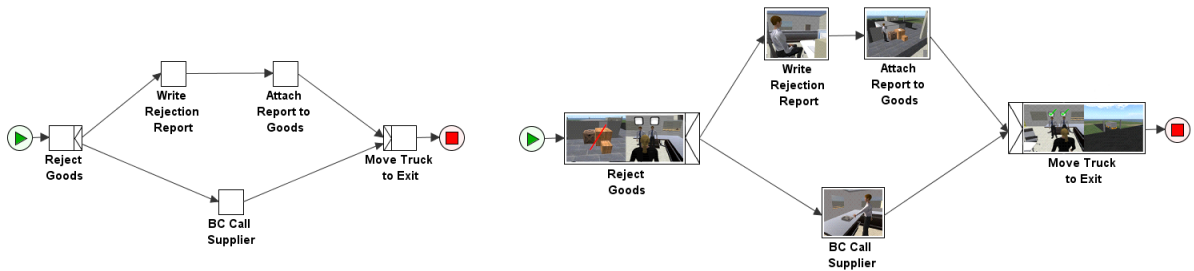 Write
Rejection
Report
Attach
Report to
Goods
Reject
Goods
Move Truck
to Exit
BC Call
Supplier
Write
Rejection
Report
Attach
Report to
Goods
Reject
Goods
Move Truck
to Exit
BC Call
Supplier